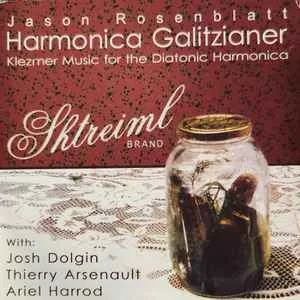 Jason Rosenblatt
Harmonica Galitzianer
Klezmer Music for the Diatonic Harmonica
Shtreiml
BRAND
With:
Josh Dolgin
Thierry Arsenault
Ariel Harrod